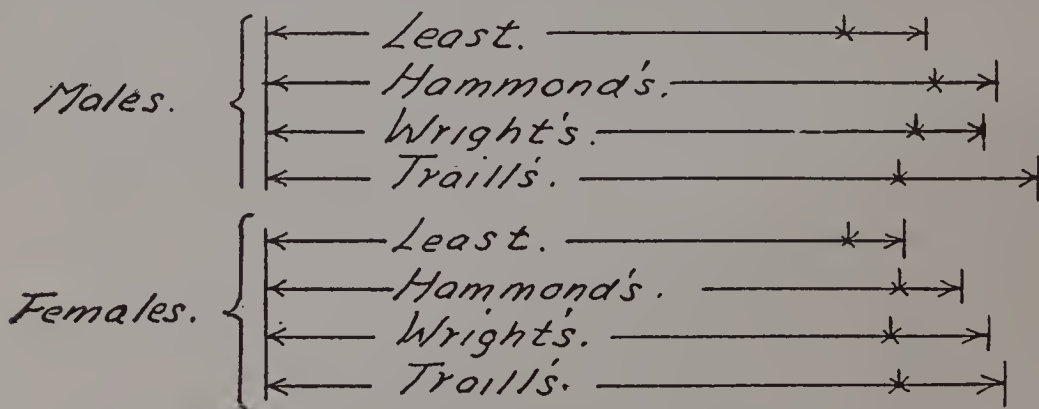 Least.
Hammond's.
Males.
Wright's.
Traill's.
Least.
Hammond's.
Females.
Wright's.
Traill's.